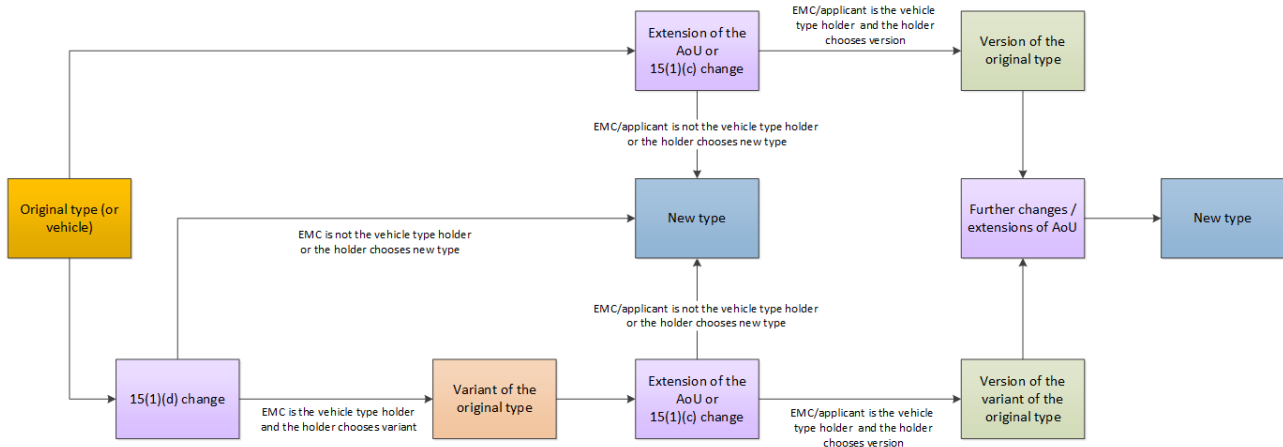 Extension of the
AoU or
15(1)(c) change
EMC/applicant is the vehicle
type holder and the holder
chooses version
Version of the
original type
EMC/applicant is not the vehicle type holder
or the holder chooses new type
Original type (or
vehicle)
EMC is not the vehicle type holder
or the holder chooses new type
New type
Further changes /
extensions of AoU
New type
EMC/applicant is not the vehicle type holder
or the holder chooses new type
15(1)(d) change
EMC is the vehicle type holder
and the holder chooses variant
Variant of the
original type
Extension of the
AoU or
15(1)(c) change
EMC/applicant is the vehicle
type holder and the holder
chooses version
Version of the
variant of the
original type